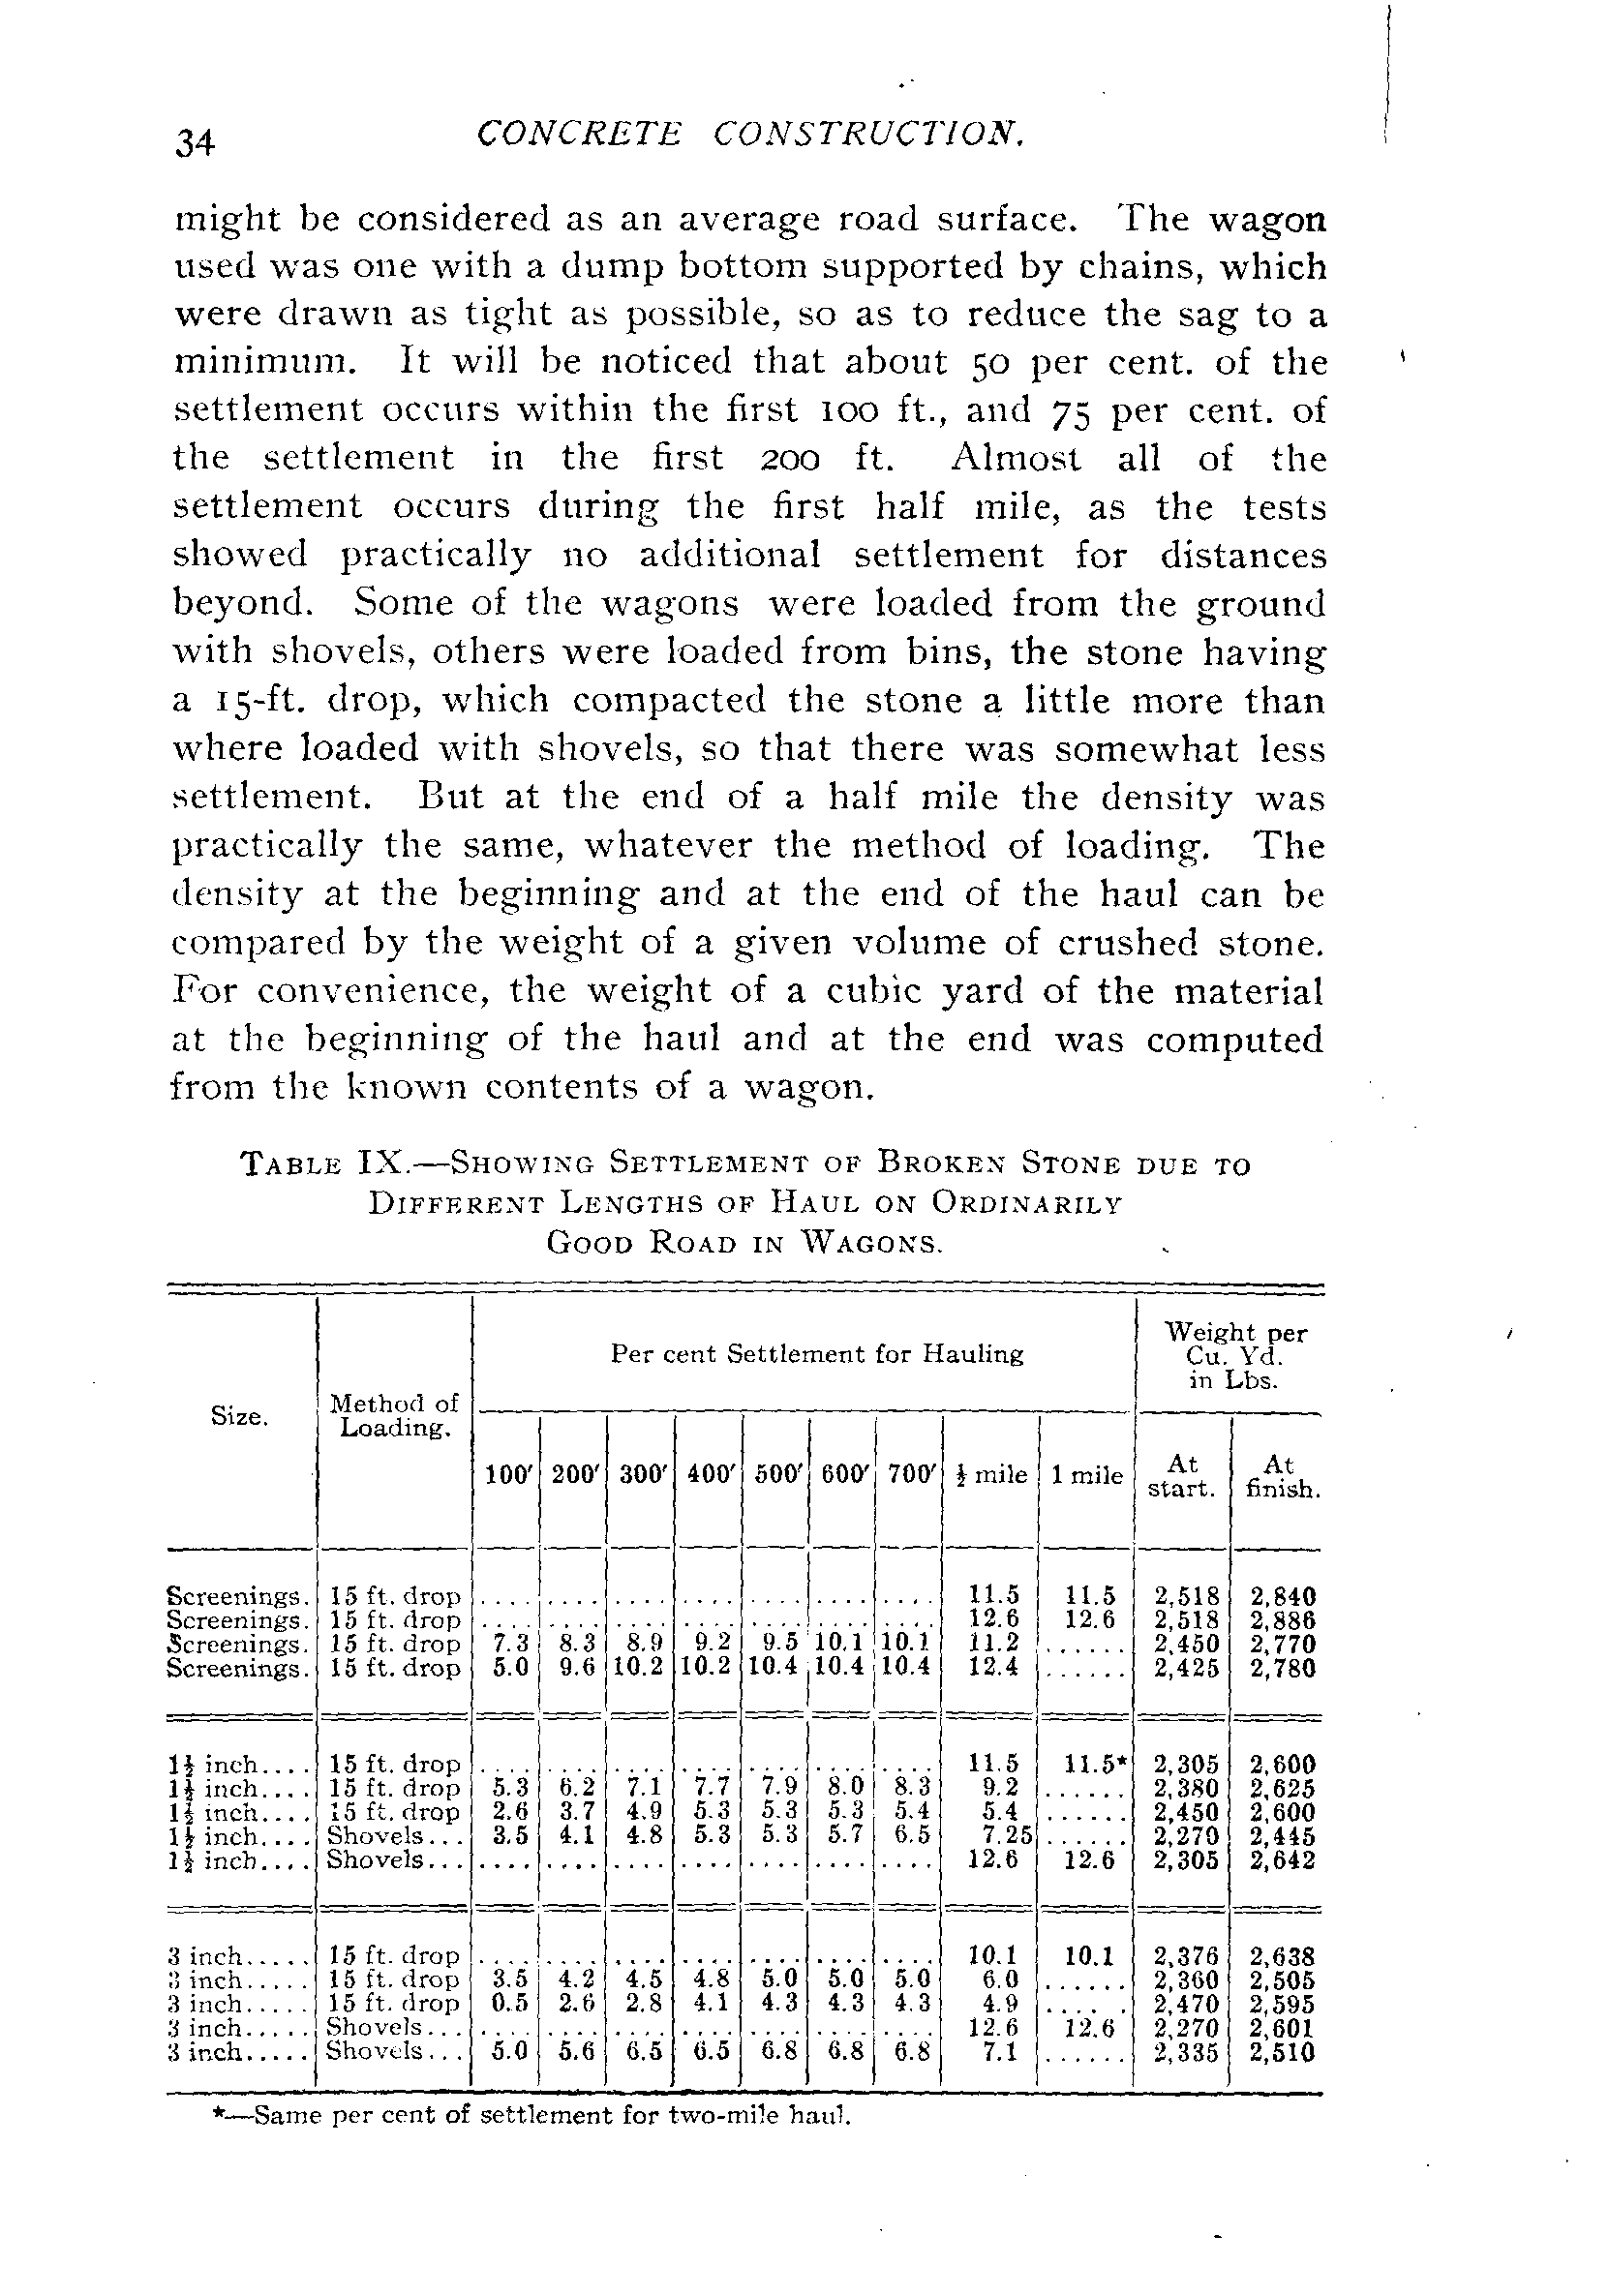 34
CONCRETE CONSTRUCTION.
might be considered as an average road surface. The wagon
used was one with a dump bottom supported by chains, which
were drawn as tight as possible, so as to reduce the sag to a
minimum. It will be noticed that about 50 per cent. of the
settlement occurs within the first 100 ft., and 75 per cent. of
the settlement in the first 200 ft. Almost all of the
settlement occurs during the first half mile, as the tests
showed practically no additional settlement for distances
beyond. Some of the wagons were loaded from the ground
with shovels, others were loaded from bins, the stone having
a 15-ft. drop, which compacted the stone a little more than
where loaded with shovels, so that there was somewhat less
settlement. But at the end of a half mile the density was
practically the same, whatever the method of loading. The
density at the beginning and at the end of the haul can be
compared by the weight of a given volume of crushed stone.
For convenience, the weight of a cubic yard of the material
at the beginning of the haul and at the end was computed
from the known contents of a wagon.
TABLE IX.—SHOWING SETTLEMENT OF BROKEN STONE DUE TO
DIFFERENT LENGTHS OF HAUL ON ORDINARILY
GOOD ROAD IN WAGONS.
Size.
Method of
Loading.
Per cent Settlement for Hauling
Weight per
Cu. Yd.
in Lbs.
100′ 200′ 300′ 400′ 500′ 600′ 700′ ½ mile 1 mile At start. At finish.
Screenings. 15 ft. drop .... .... .... .... .... .... .... 11.5 11.5 2,518 2,840
Screenings. 15 ft. drop .... .... .... .... .... .... .... 12.6 12.6 2,518 2,886
Screenings. 15 ft. drop 7.3 8.3 8.9 9.2 9.5 10.1 10.1 11.2 ...... 2,450 2,770
Screenings. 15 ft. drop 5.0 9.6 10.2 10.2 10.4 10.4 10.4 12.4 ...... 2,425 2,780
1½ inch.... 15 ft. drop .... .... .... .... .... .... .... 11.5 11.5* 2,305 2,600
1½ inch.... 15 ft. drop 5.3 6.2 7.1 7.7 7.9 8.0 8.3 9.2 ...... 2,380 2,625
1½ inch.... 15 ft. drop 2.6 3.7 4.9 5.3 5.3 5.3 5.4 5.4 ...... 2,450 2,600
1½ inch.... Shovels... 3.5 4.1 4.8 5.3 5.3 5.7 6.5 7.25 ...... 2,270 2,445
1½ inch.... Shovels... .... .... .... .... .... .... .... 12.6 12.6 2,305 2,642
3 inch..... 15 ft. drop .... .... .... .... .... .... .... 10.1 10.1 2,376 2,638
3 inch..... 15 ft. drop 3.5 4.2 4.5 4.8 5.0 5.0 5.0 6.0 ...... 2,360 2,505
3 inch..... 15 ft. drop 0.5 2.6 2.8 4.1 4.3 4.3 4.3 4.9 .... . 2,470 2,595
3 inch..... Shovels... .... .... .... .... .... .... .... 12.6 12.6 2,270 2,601
3 inch..... Shovels... 5.0 5.6 6.5 6.5 6.8 6.8 6.8 7.1 ...... 2,335 2,510
*—Same per cent of settlement for two-mile haul.